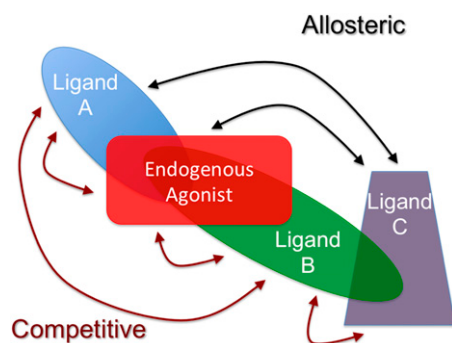 Allosteric
Ligand
A
Endogenous
Agonist
Ligand
C
Ligand
B
Competitive